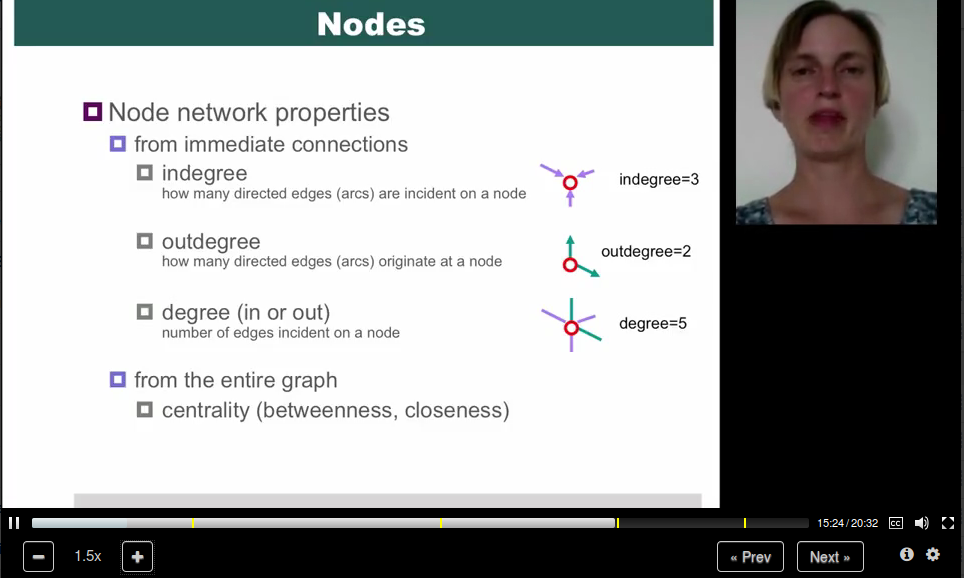 Nodes
Node network properties
from immediate connections
indegree
how many directed edges (arcs) are incident on a node
indegree=3
outdegree
how many directed edges (arcs) originate at a node
outdegree=2
degree (in or out)
number of edges incident on a node
degree=5
from the entire graph
centrality (betweenness, closeness)
15:24 / 20:32
CC
1.5x
« Prev
Next »